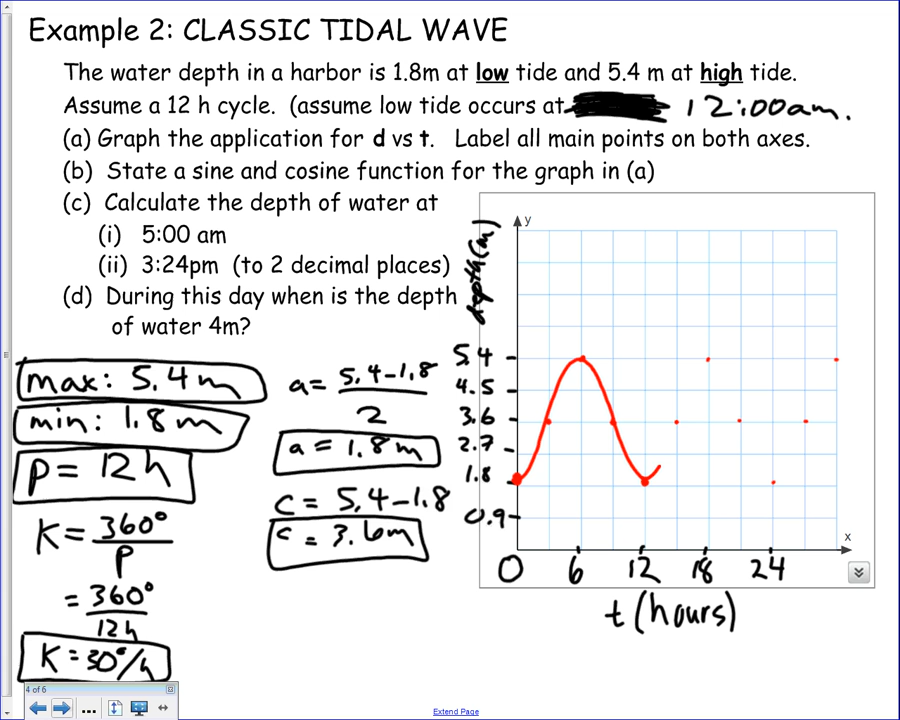 Example 2: CLASSIC TIDAL WAVE
The water depth in a harbor is 1.8m at low tide and 5.4 m at high tide.
Assume a 12 h cycle. (assume low tide occurs at 12:00am.
(a) Graph the application for d vs t. Label all main points on both axes.
(b) State a sine and cosine function for the graph in (a)
(c) Calculate the depth of water at
(i) 5:00 am
(ii) 3:24pm (to 2 decimal places)
(d) During this day when is the depth
of water 4m?
max: 5.4m
min: 1.8m
P = 12h
K = 360°
P
= 360°
12h
K = 30°/h
a = 5.4-1.8
2
a = 1.8m
c = 5.4-1.8
c = 3.6m
y
depth(m)
5.4
4.5
3.6
2.7
1.8
0.9
x
0 6 12 18 24
t (hours)
4 of 6
...
Extend Page